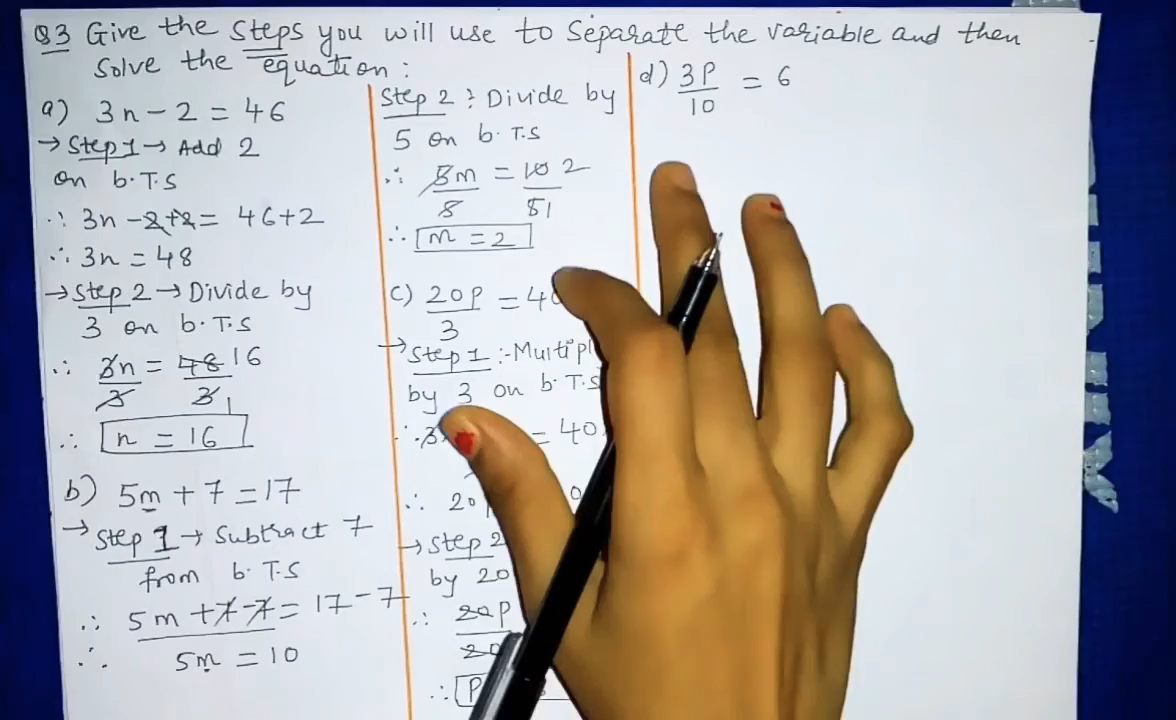 Q3 Give the Steps you will use to Separate the variable and then
Solve the equation :
a) 3n - 2 = 46
→ Step 1 → Add 2
on b.T.S
∴ 3n - 2 + 2 = 46 + 2
∴ 3n = 48
→ Step 2 → Divide by
3 on b.T.S
∴ 3n/3 = 48/3 16 1
∴ n = 16
b) 5m + 7 = 17
→ Step 1 → Subtract 7
from b.T.S
∴ 5m + 7 - 7 = 17 - 7
∴ 5m = 10
Step 2 : Divide by
5 on b.T.S
∴ 5m/5 = 10/5 2 1
∴ m = 2
c) 20p/3 = 40
→ Step 1 :-
by 3 on b.T.S
∴ 3 = 40
∴ 20p
→ Step 2
by 20
∴ 20p/20
∴ P
d) 3P/10 = 6